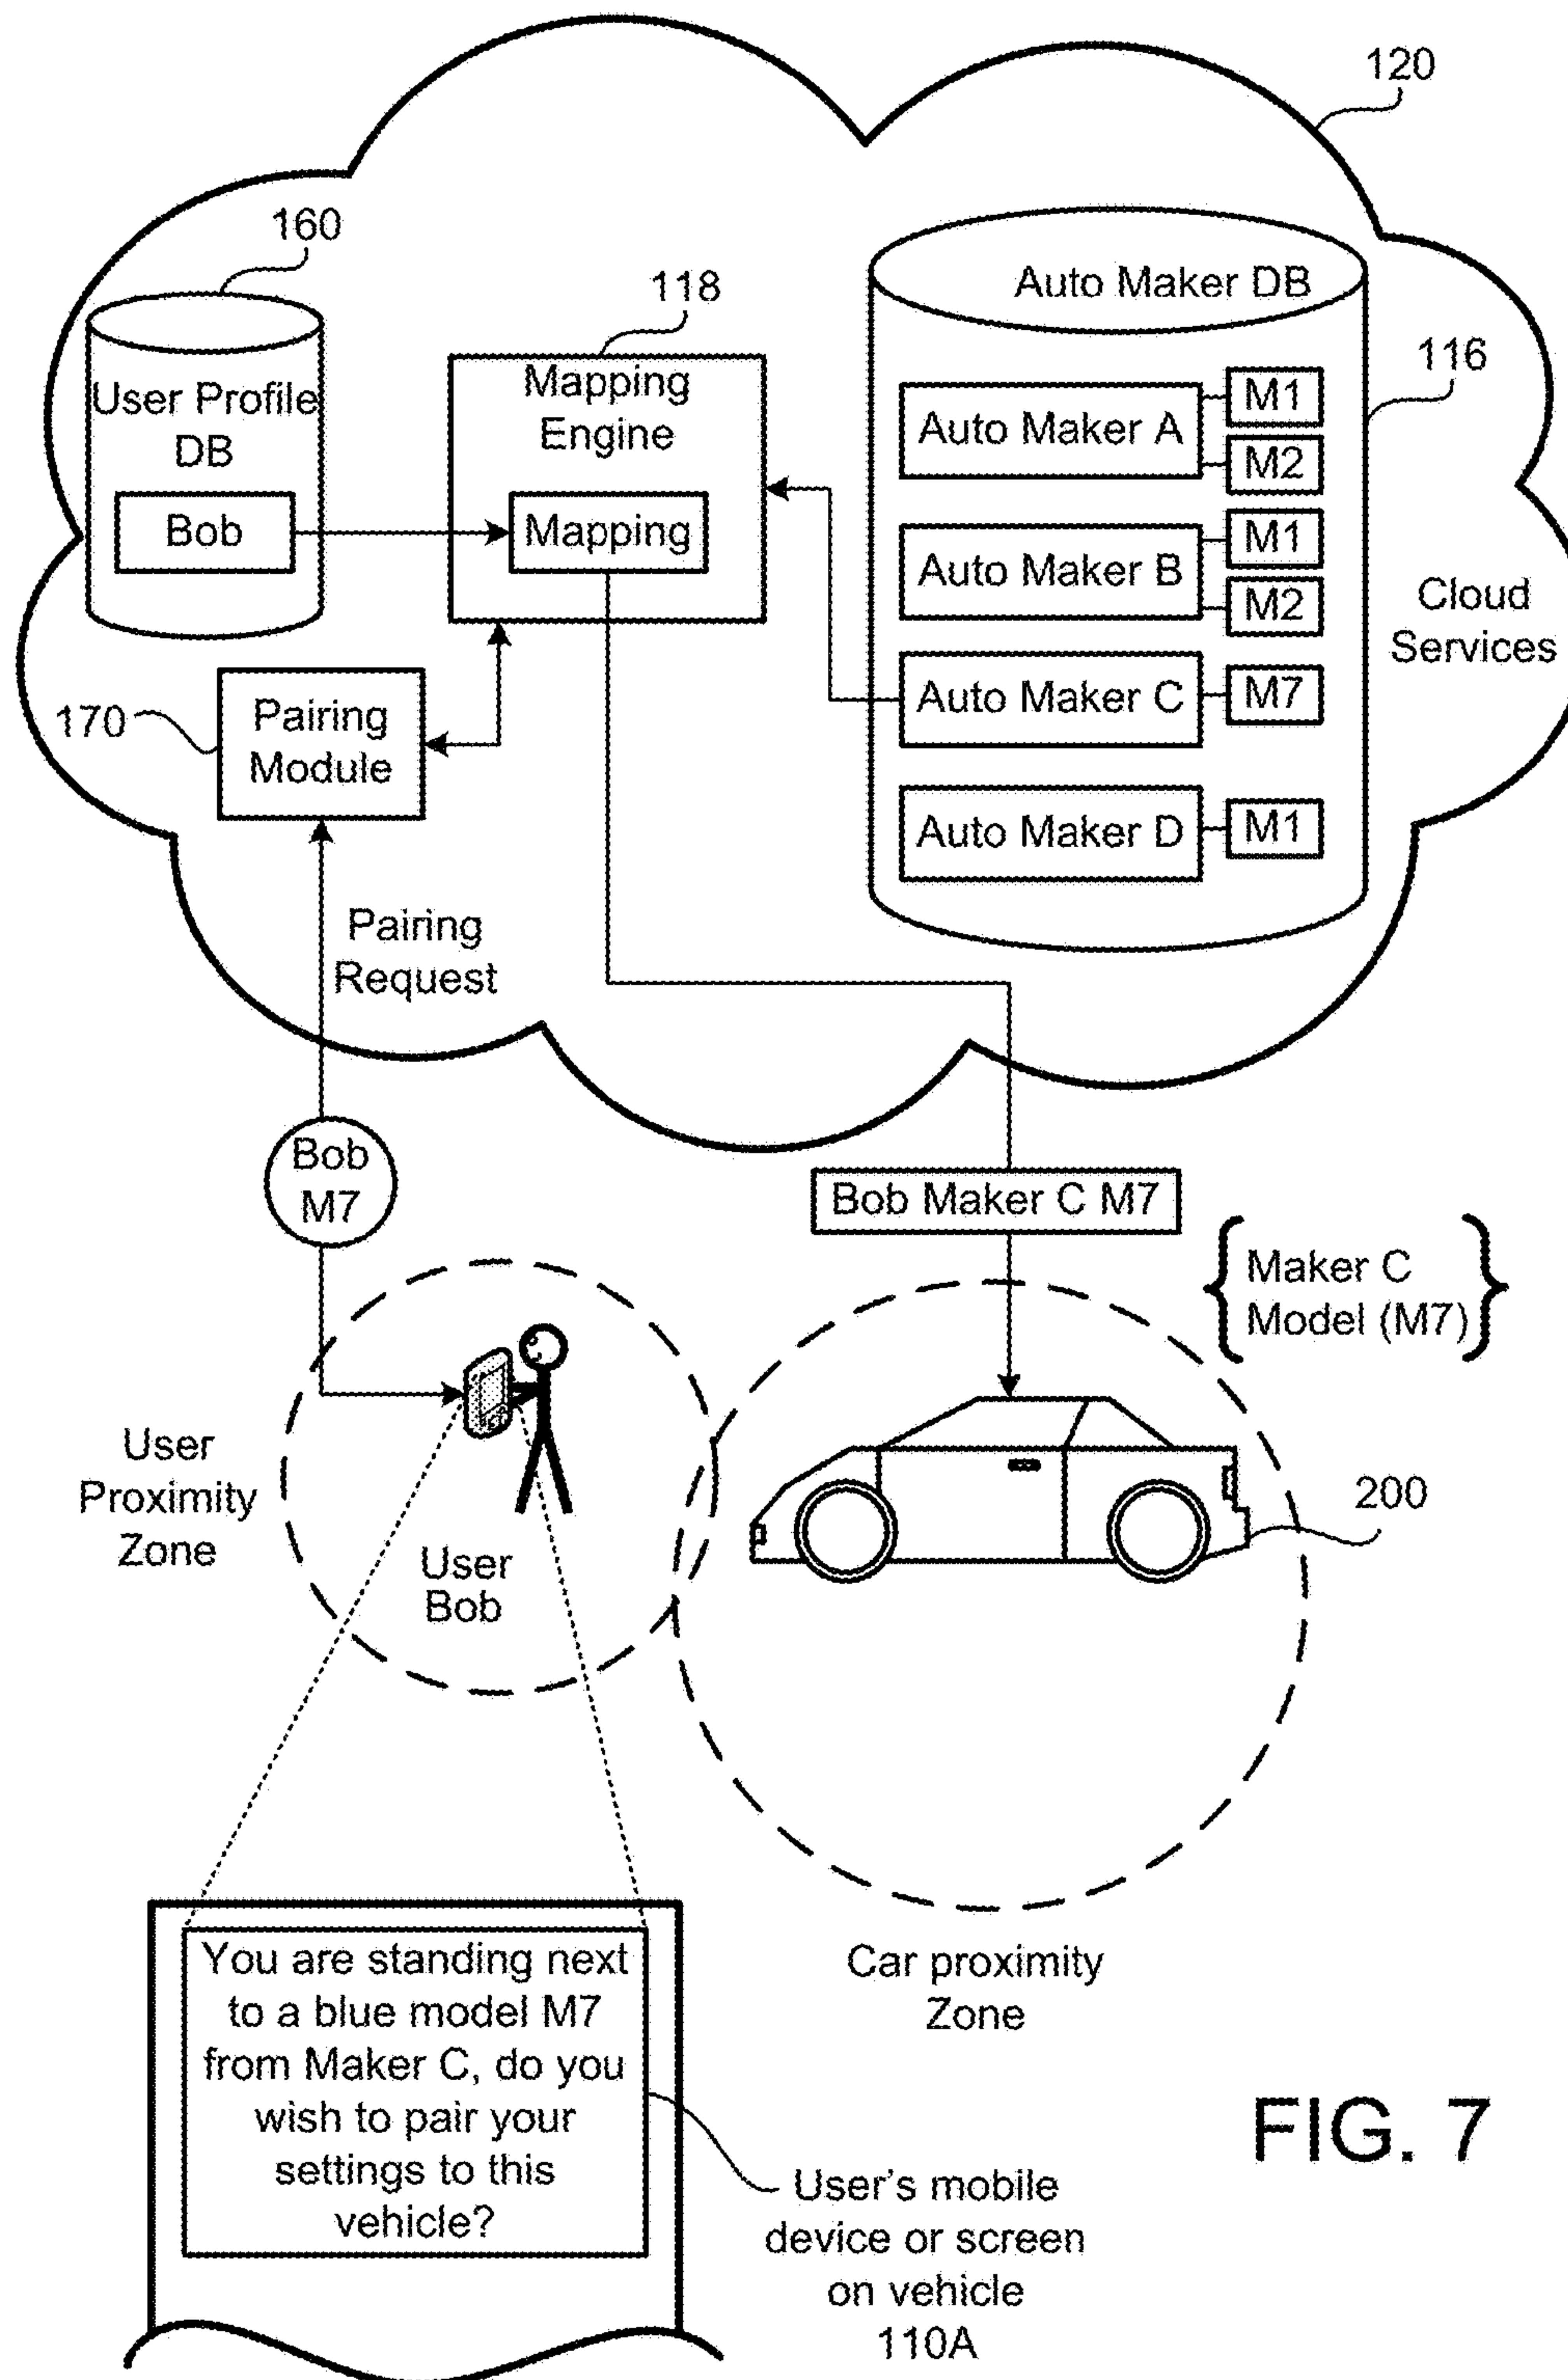 120
160
118
Auto Maker DB
116
User Profile
DB
Bob
Mapping
Engine
Mapping
Auto Maker A
M1
M2
Auto Maker B
M1
M2
Auto Maker C
M7
Auto Maker D
M1
Cloud
Services
170
Pairing
Module
Pairing
Request
Bob
M7
Bob Maker C M7
Maker C
Model (M7)
User
Proximity
Zone
User
Bob
200
Car proximity
Zone
You are standing next
to a blue model M7
from Maker C, do you
wish to pair your
settings to this
vehicle?
User's mobile
device or screen
on vehicle
110A
FIG. 7